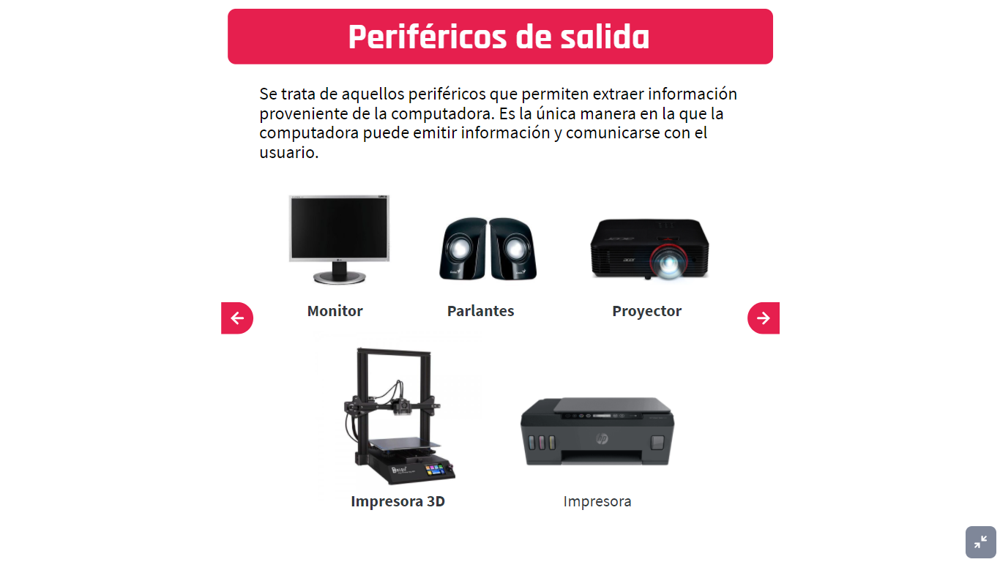 Periféricos de salida
Se trata de aquellos periféricos que permiten extraer información
proveniente de la computadora. Es la única manera en la que la
computadora puede emitir información y comunicarse con el
usuario.
acer
Monitor
Parlantes
Proyector
hp
Impresora 3D
Impresora